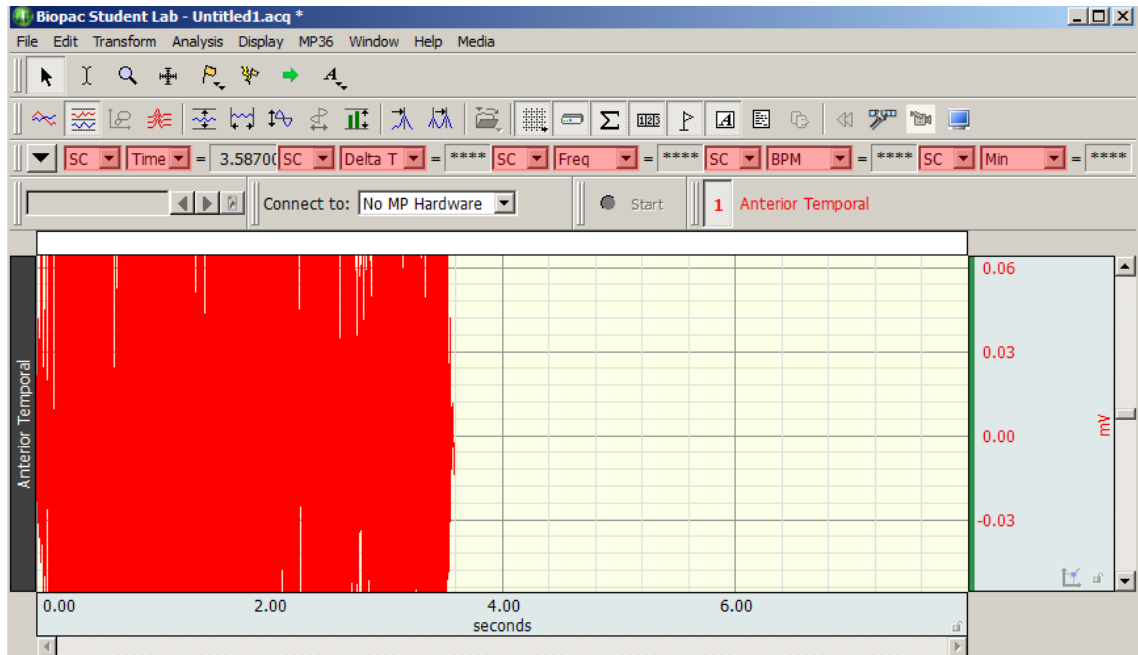 Biopac Student Lab - Untitled1.acq *
File Edit Transform Analysis Display MP36 Window Help Media
SC Time = 3.58700 SC Delta T = **** SC Freq = **** SC BPM = **** SC Min = ****
Connect to: No MP Hardware Start 1 Anterior Temporal
Anterior Temporal
0.06
0.03
0.00
-0.03
mV
0.00 2.00 4.00 6.00
seconds